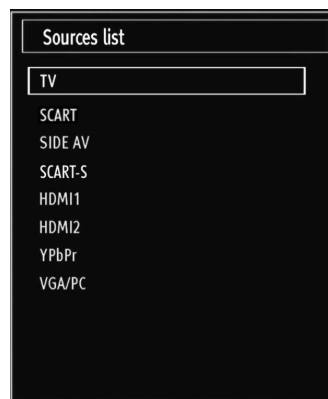 Sources list
TV
SCART
SIDE AV
SCART-S
HDMI1
HDMI2
YPbPr
VGA/PC